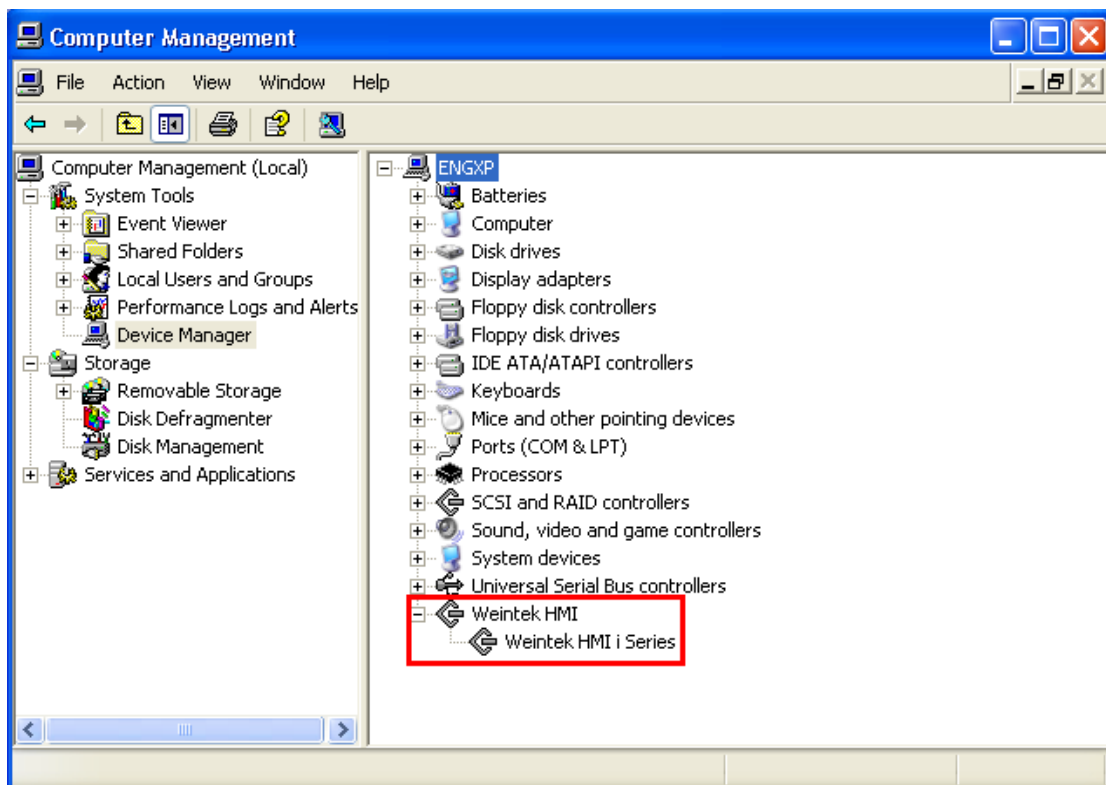 Computer Management
File Action View Window Help
Computer Management (Local)
System Tools
Event Viewer
Shared Folders
Local Users and Groups
Performance Logs and Alerts
Device Manager
Storage
Removable Storage
Disk Defragmenter
Disk Management
Services and Applications
ENGXP
Batteries
Computer
Disk drives
Display adapters
Floppy disk controllers
Floppy disk drives
IDE ATA/ATAPI controllers
Keyboards
Mice and other pointing devices
Ports (COM & LPT)
Processors
SCSI and RAID controllers
Sound, video and game controllers
System devices
Universal Serial Bus controllers
Weintek HMI
Weintek HMI i Series